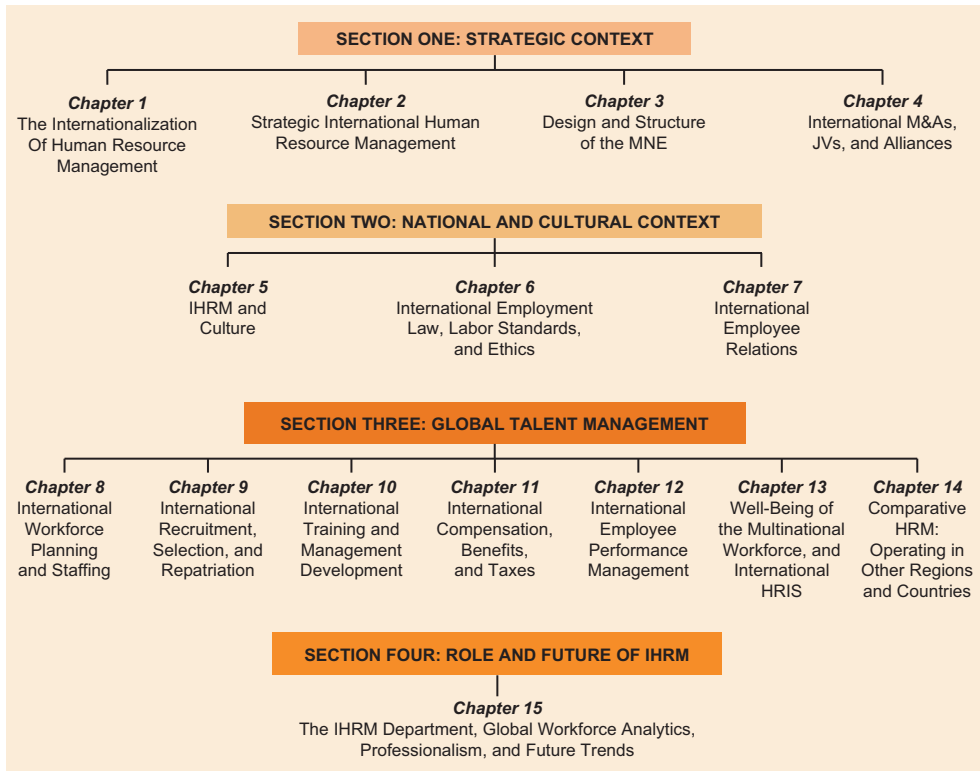 SECTION ONE: STRATEGIC CONTEXT
Chapter 1
The Internationalization
Of Human Resource
Management
Chapter 2
Strategic International Human
Resource Management
Chapter 3
Design and Structure
of the MNE
Chapter 4
International M&As,
JVs, and Alliances
SECTION TWO: NATIONAL AND CULTURAL CONTEXT
Chapter 5
IHRM and
Culture
Chapter 6
International Employment
Law, Labor Standards,
and Ethics
Chapter 7
International
Employee
Relations
SECTION THREE: GLOBAL TALENT MANAGEMENT
Chapter 8
International
Workforce
Planning
and Staffing
Chapter 9
International
Recruitment,
Selection, and
Repatriation
Chapter 10
International
Training and
Management
Development
Chapter 11
International
Compensation,
Benefits,
and Taxes
Chapter 12
International
Employee
Performance
Management
Chapter 13
Well-Being of
the Multinational
Workforce, and
International
HRIS
Chapter 14
Comparative
HRM:
Operating in
Other Regions
and Countries
SECTION FOUR: ROLE AND FUTURE OF IHRM
Chapter 15
The IHRM Department, Global Workforce Analytics,
Professionalism, and Future Trends